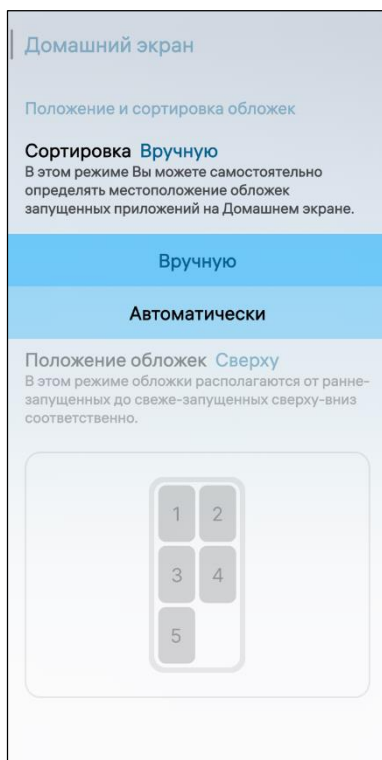 Домашний экран
Положение и сортировка обложек
Сортировка Вручную
В этом режиме Вы можете самостоятельно
определять местоположение обложек
запущенных приложений на Домашнем экране.
Вручную
Автоматически
Положение обложек Сверху
В этом режиме обложки располагаются от ранне-
запущенных до свеже-запущенных сверху-вниз
соответственно.
1 2
3 4
5